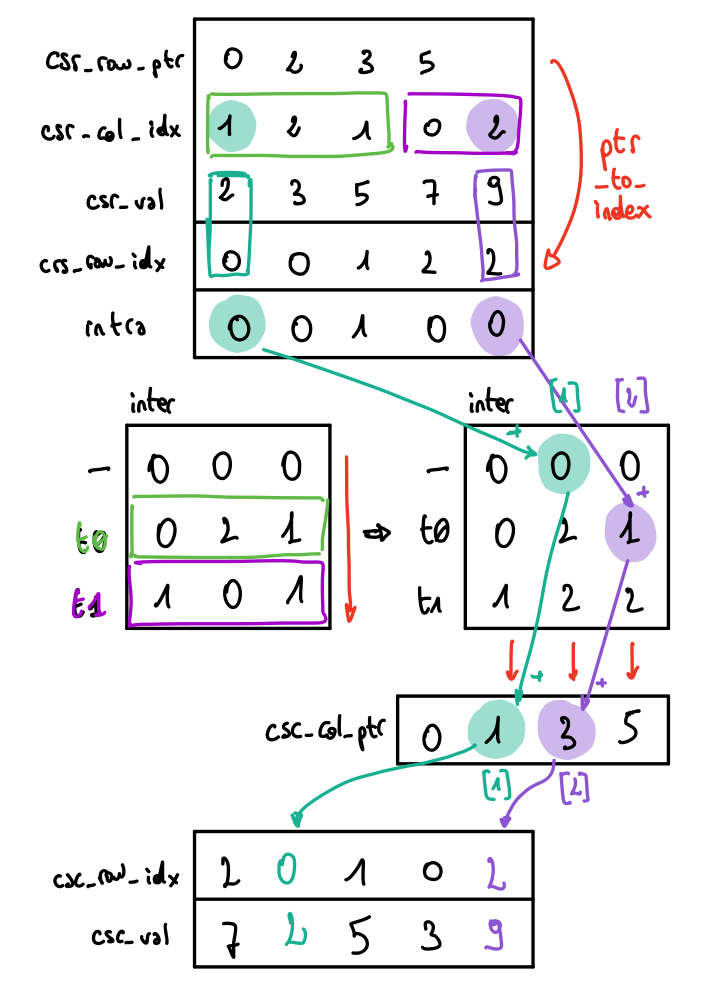 csr_row_ptr 0 2 3 5
csr_col_idx 1 2 1 0 2
ptr
_to_
index
csr_val 2 3 5 7 9
crs_row_idx 0 0 1 2 2
intra 0 0 1 0 0
inter
- 0 0 0
t0 0 2 1
t1 1 0 1
⇒
inter [1] [2]
+
- 0 0 0
+
t0 0 2 1
t1 1 2 2
+ +
csc_col_ptr 0 1 3 5
[1] [2]
csc_row_idx 2 0 1 0 2
csc_val 7 2 5 3 9